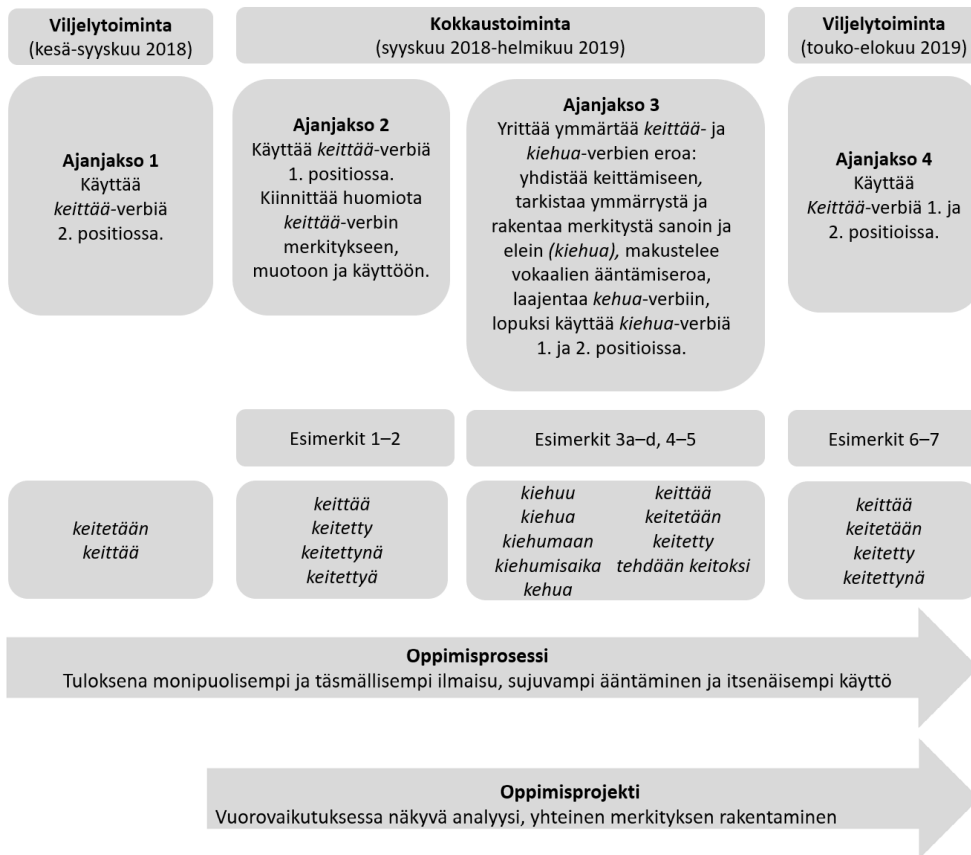 Viljelytoiminta
(kesä-syyskuu 2018)
Kokkaustoiminta
(syyskuu 2018-helmikuu 2019)
Viljelytoiminta
(touko-elokuu 2019)
Ajanjakso 1
Käyttää
keittää-verbiä
2. positiossa.
Ajanjakso 2
Käyttää keittää-verbiä
1. positiossa.
Kiinnittää huomiota
keittää-verbin
merkitykseen,
muotoon ja käyttöön.
Ajanjakso 3
Yrittää ymmärtää keittää- ja
kiehua-verbien eroa:
yhdistää keittämiseen,
tarkistaa ymmärrystä ja
rakentaa merkitystä sanoin ja
elein (kiehua), makustelee
vokaalien ääntämiseroa,
laajentaa kehua-verbiin,
lopuksi käyttää kiehua-verbiä
1. ja 2. positioissa.
Ajanjakso 4
Käyttää
Keittää-verbiä 1. ja
2. positioissa.
Esimerkit 1–2
Esimerkit 3a–d, 4–5
Esimerkit 6–7
keitetään
keittää
keittää
keitetty
keitettynä
keitettyä
kiehuu
kiehua
kiehumaan
kiehumisaika
kehua
keittää
keitetään
keitetty
tehdään keitoksi
keittää
keitetään
keitetty
keitettynä
Oppimisprosessi
Tuloksena monipuolisempi ja täsmällisempi ilmaisu, sujuvampi ääntäminen ja itsenäisempi käyttö
Oppimisprojekti
Vuorovaikutuksessa näkyvä analyysi, yhteinen merkityksen rakentaminen